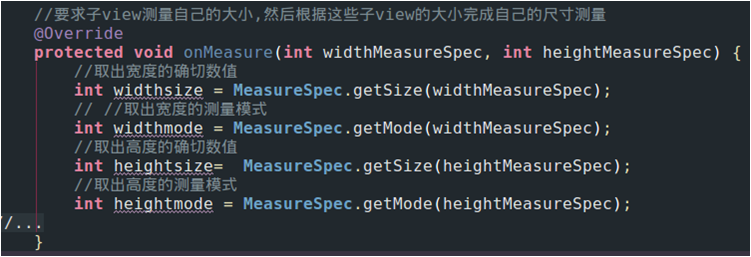 //要求子view测量自己的大小,然后根据这些子view的大小完成自己的尺寸测量
@Override
protected void onMeasure(int widthMeasureSpec, int heightMeasureSpec) {
//取出宽度的确切数值
int widthsize = MeasureSpec.getSize(widthMeasureSpec);
// //取出宽度的测量模式
int widthmode = MeasureSpec.getMode(widthMeasureSpec);
//取出高度的确切数值
int heightsize=  MeasureSpec.getSize(heightMeasureSpec);
//取出高度的测量模式
int heightmode = MeasureSpec.getMode(heightMeasureSpec);
//...
}